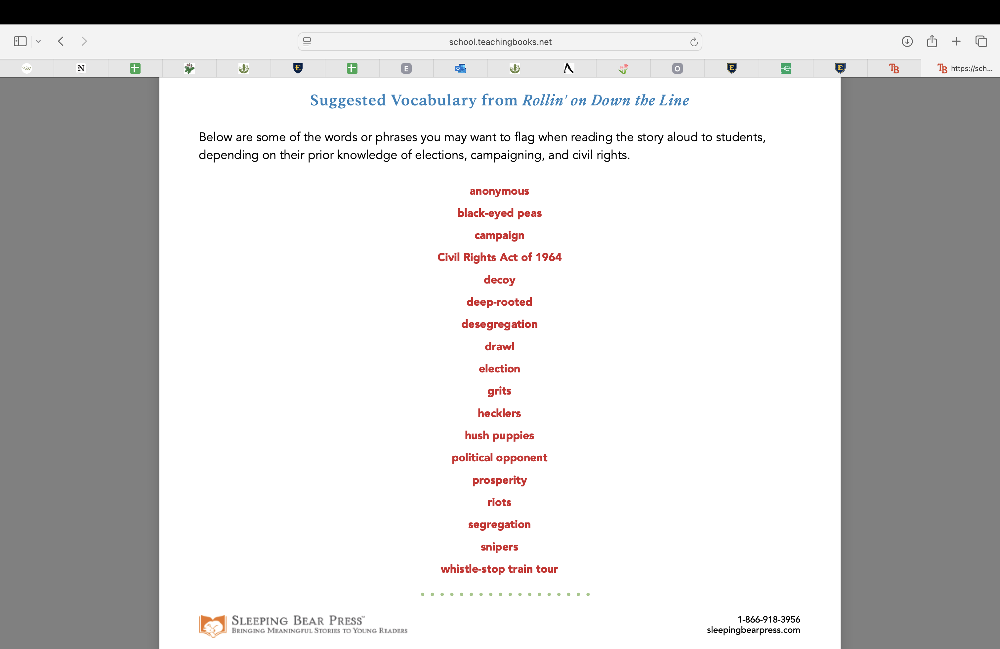 school.teachingbooks.net
N
E
E
O
E
E
TB
TB https://sch...
Suggested Vocabulary from Rollin' on Down the Line
Below are some of the words or phrases you may want to flag when reading the story aloud to students,
depending on their prior knowledge of elections, campaigning, and civil rights.
anonymous
black-eyed peas
campaign
Civil Rights Act of 1964
decoy
deep-rooted
desegregation
drawl
election
grits
hecklers
hush puppies
political opponent
prosperity
riots
segregation
snipers
whistle-stop train tour
SLEEPING BEAR PRESS™
BRINGING MEANINGFUL STORIES TO YOUNG READERS
1-866-918-3956
sleepingbearpress.com